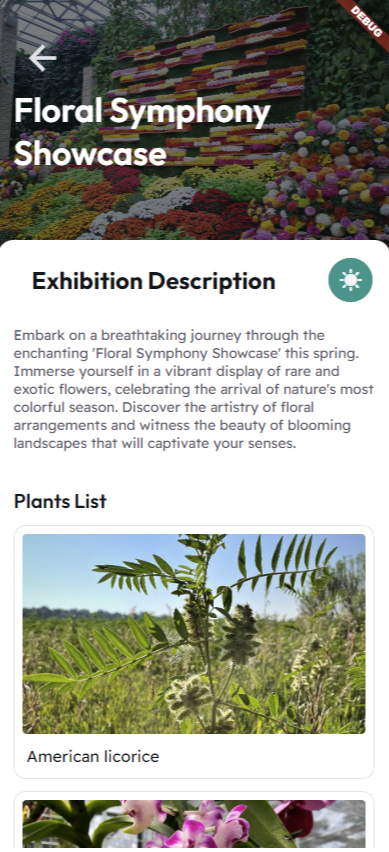 DEBUG
Floral Symphony
Showcase
Exhibition Description
Embark on a breathtaking journey through the
enchanting 'Floral Symphony Showcase' this spring.
Immerse yourself in a vibrant display of rare and
exotic flowers, celebrating the arrival of nature's most
colorful season. Discover the artistry of floral
arrangements and witness the beauty of blooming
landscapes that will captivate your senses.
Plants List
American licorice